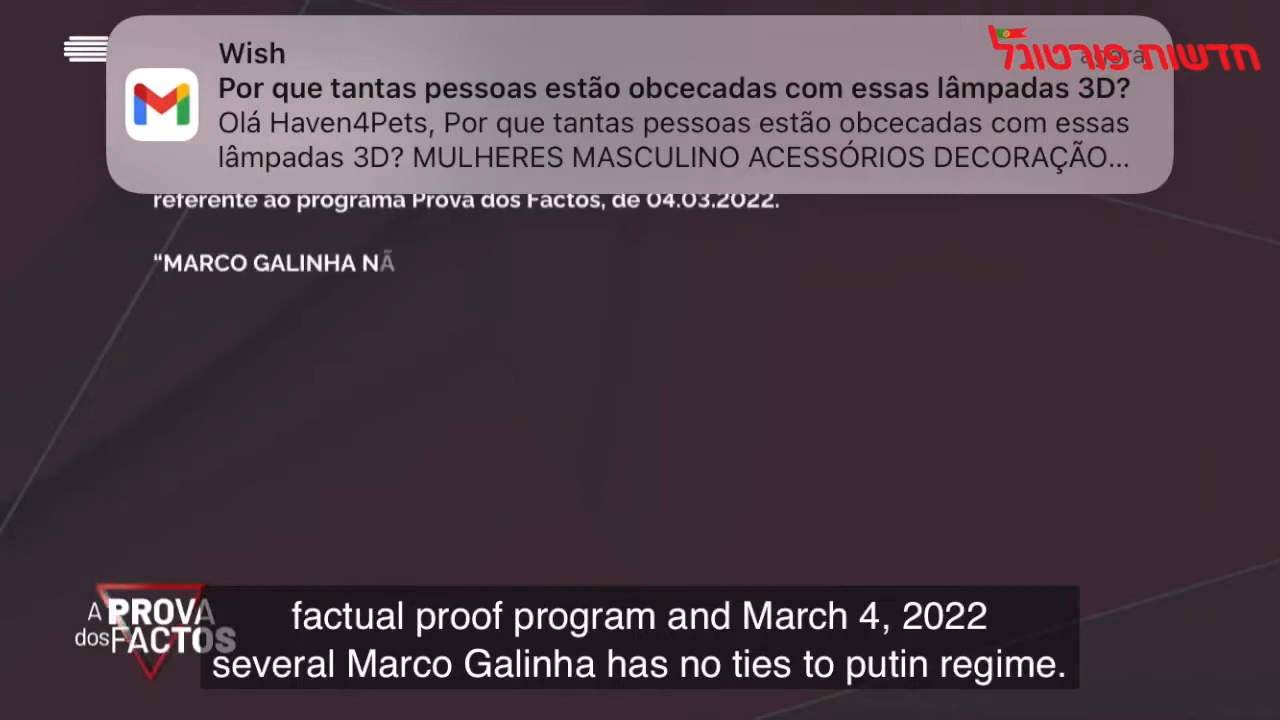 Wish
agora
חדשות פורטוגל
Por que tantas pessoas estão obcecadas com essas lâmpadas 3D?
Olá Haven4Pets, Por que tantas pessoas estão obcecadas com essas
lâmpadas 3D? MULHERES MASCULINO ACESSÓRIOS DECORAÇÃO...
referente ao programa Prova dos Factos, de 04.03.2022.
“MARCO GALINHA NÃ
A PROVA
dos FACTOS
factual proof program and March 4, 2022
several Marco Galinha has no ties to putin regime.